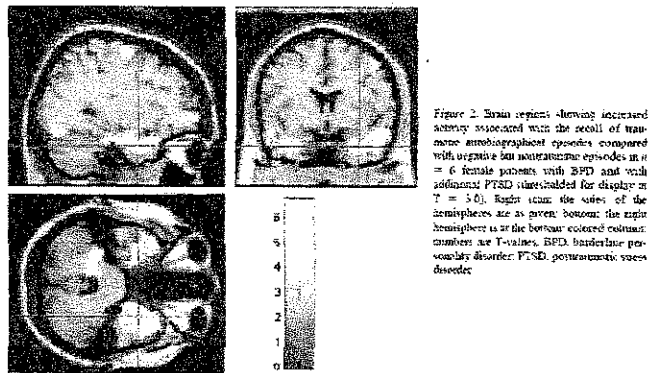 Figure 2. Brain regions showing increased
activity associated with the recall of trau-
matic autobiographical episodes compared
with negative but nontraumatic episodes in n
= 6 female patients with BPD and with
additional PTSD (thresholded for display at
T = 3.0). Right scan: the sides of the
hemispheres are as given; bottom: the right
hemisphere is at the bottom; colored column:
numbers are T-values. BPD, borderline per-
sonality disorder; PTSD, posttraumatic stress
disorder
6
5
4
3
2
1
0